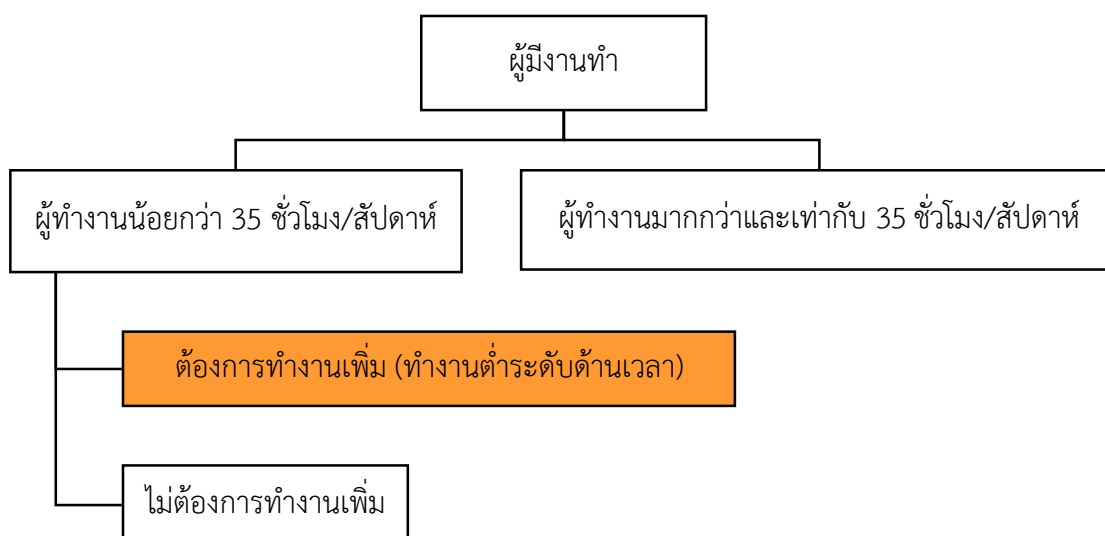 ผู้มีงานทำ
ผู้ทำงานน้อยกว่า 35 ชั่วโมง/สัปดาห์
ผู้ทำงานมากกว่าและเท่ากับ 35 ชั่วโมง/สัปดาห์
ต้องการทำงานเพิ่ม (ทำงานต่ำระดับด้านเวลา)
ไม่ต้องการทำงานเพิ่ม